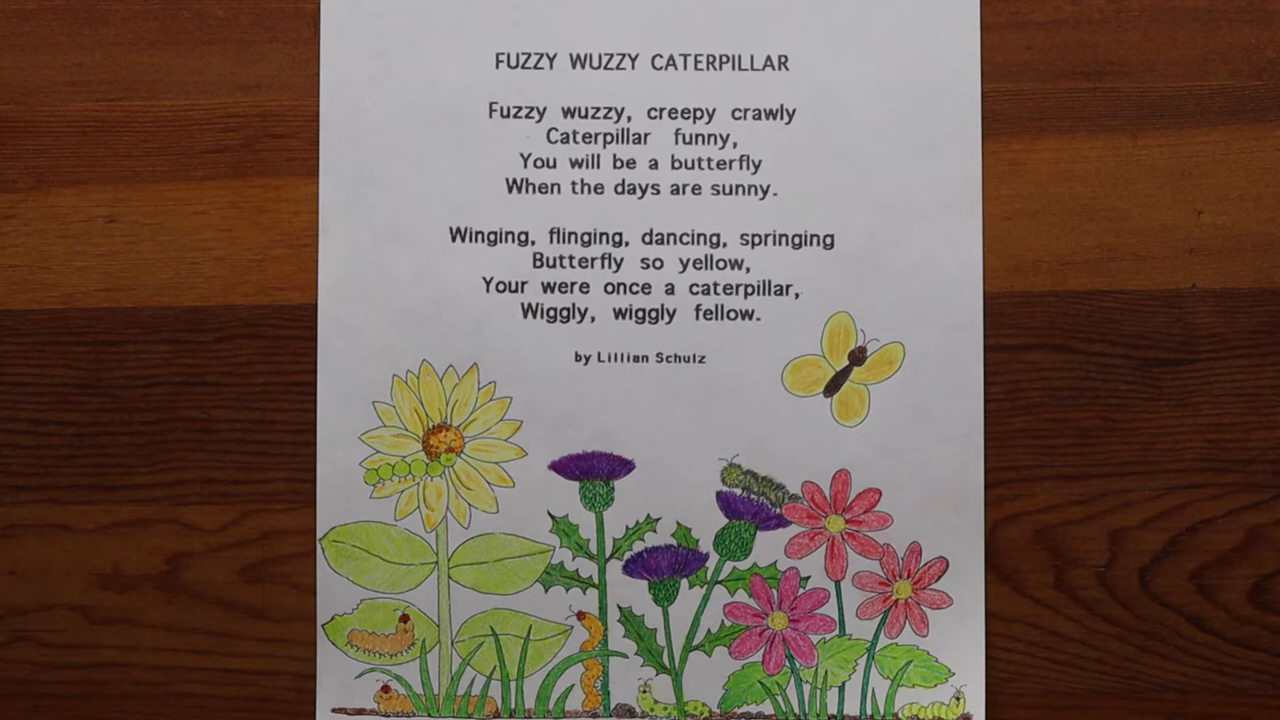 FUZZY WUZZY CATERPILLAR
Fuzzy wuzzy, creepy crawly
Caterpillar funny,
You will be a butterfly
When the days are sunny.
Winging, flinging, dancing, springing
Butterfly so yellow,
Your were once a caterpillar,
Wiggly, wiggly fellow.
by Lillian Schulz